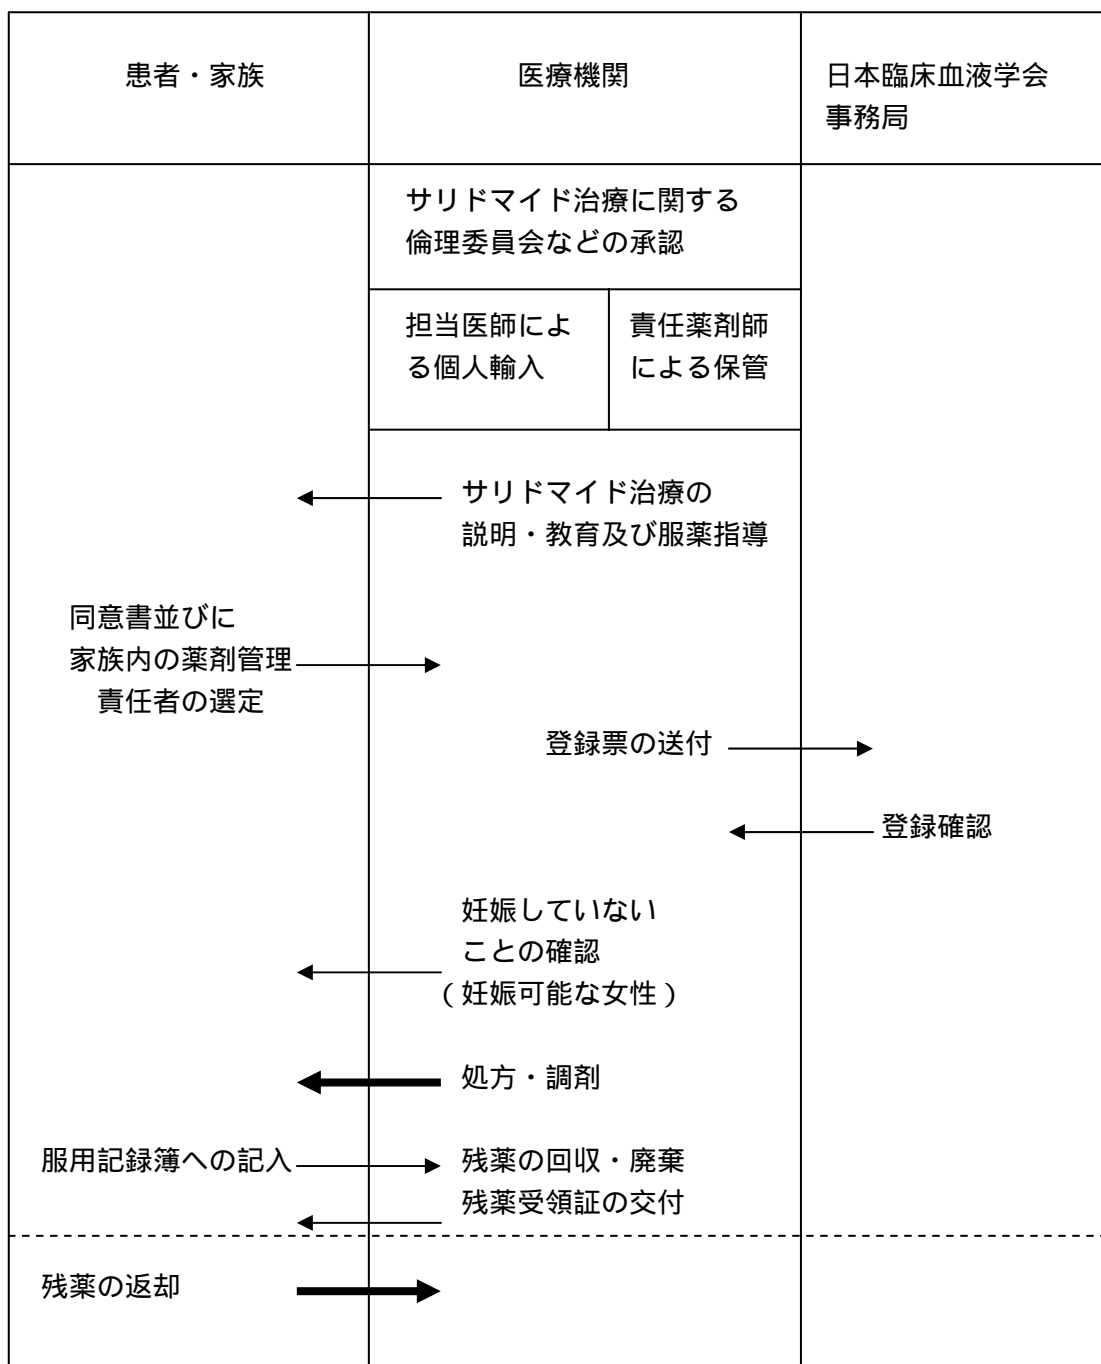 患者・家族
医療機関
日本臨床血液学会
事務局
サリドマイド治療に関する
倫理委員会などの承認
担当医師によ
る個人輸入
責任薬剤師
による保管
サリドマイド治療の
説明・教育及び服薬指導
同意書並びに
家族内の薬剤管理
責任者の選定
登録票の送付
登録確認
妊娠していない
ことの確認
(妊娠可能な女性)
処方・調剤
服用記録簿への記入
残薬の回収・廃棄
残薬受領証の交付
残薬の返却